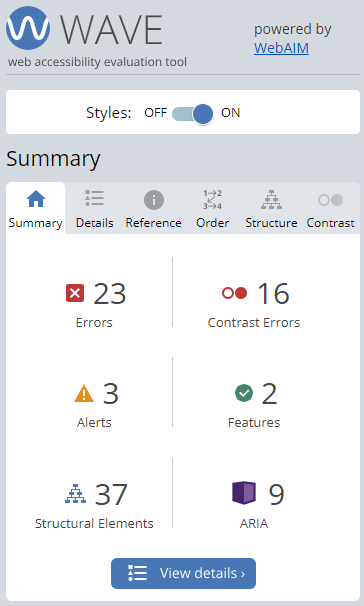 WAVE
web accessibility evaluation tool
powered by
WebAIM
Styles: OFF ON
Summary
1→2
3→4
Summary Details Reference Order Structure Contrast
23 16
Errors Contrast Errors
3 2
Alerts Features
37 9
Structural Elements ARIA
View details ›